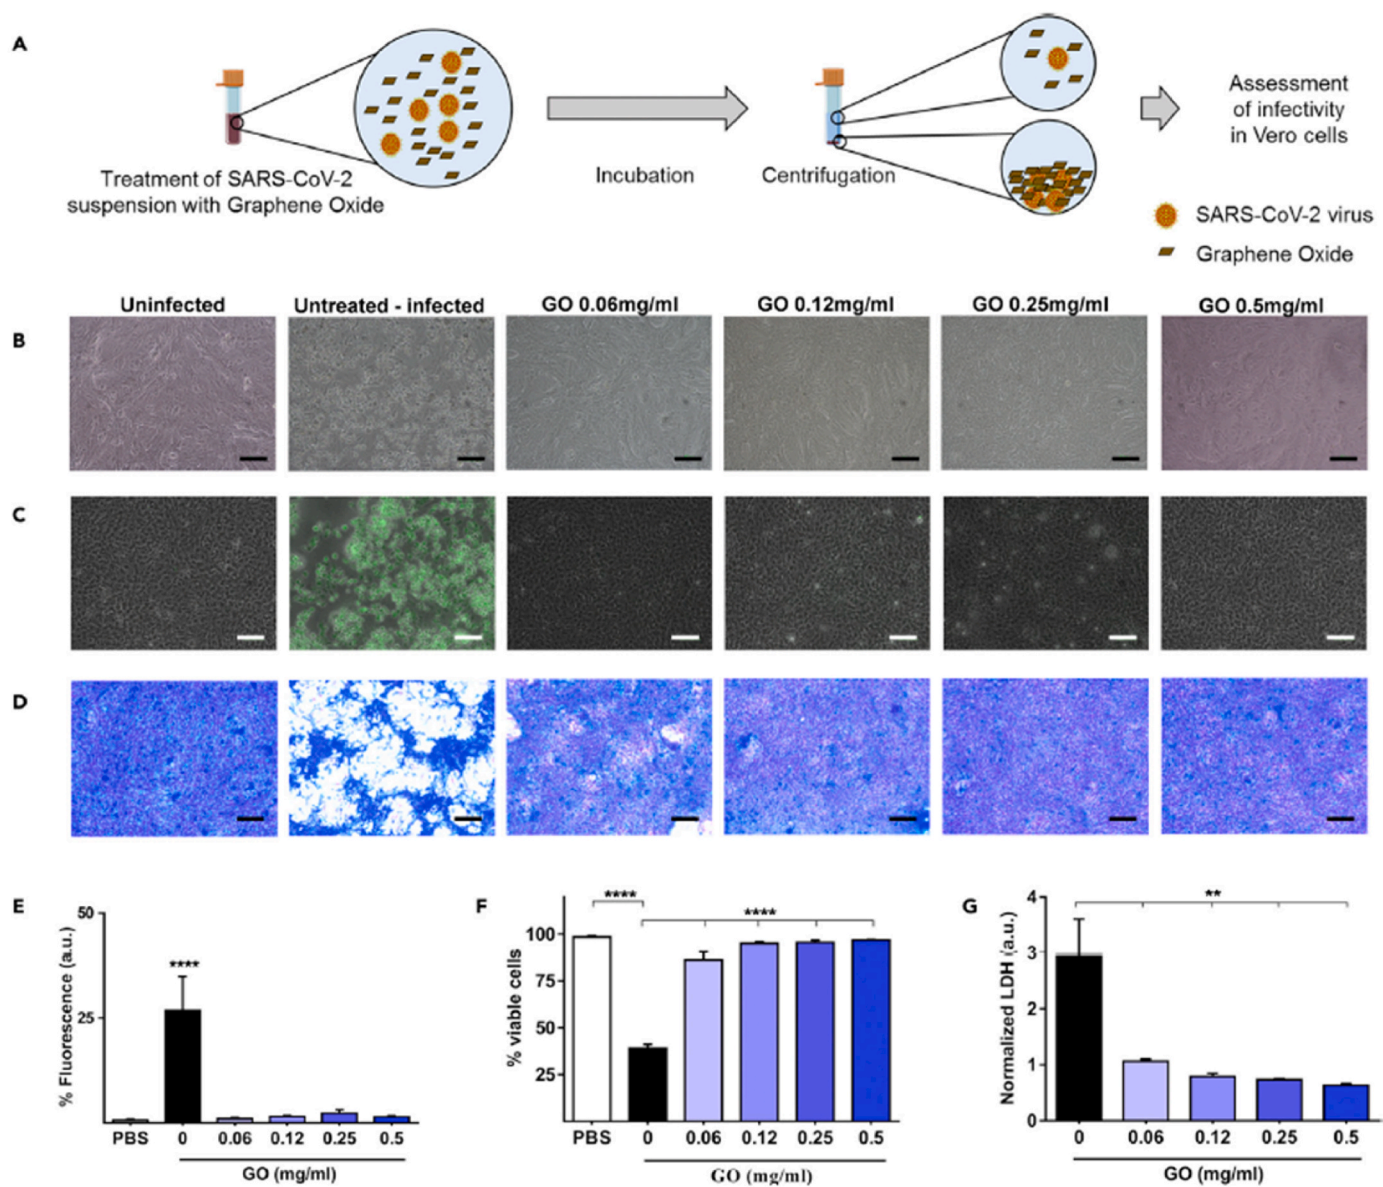 A
Treatment of SARS-CoV-2
suspension with Graphene Oxide
Incubation
Centrifugation
Assessment
of infectivity
in Vero cells
SARS-CoV-2 virus
Graphene Oxide
Uninfected
Untreated - infected
GO 0.06mg/ml
GO 0.12mg/ml
GO 0.25mg/ml
GO 0.5mg/ml
B
C
D
E
% Fluorescence (a.u.)
50
25
****
PBS
0
0.06
0.12
0.25
0.5
GO (mg/ml)
F
% viable cells
100
75
50
25
****
****
PBS
0
0.06
0.12
0.25
0.5
GO (mg/ml)
G
Normalized LDH (a.u.)
4
3
2
1
0
**
0
0.06
0.12
0.25
0.5
GO (mg/ml)